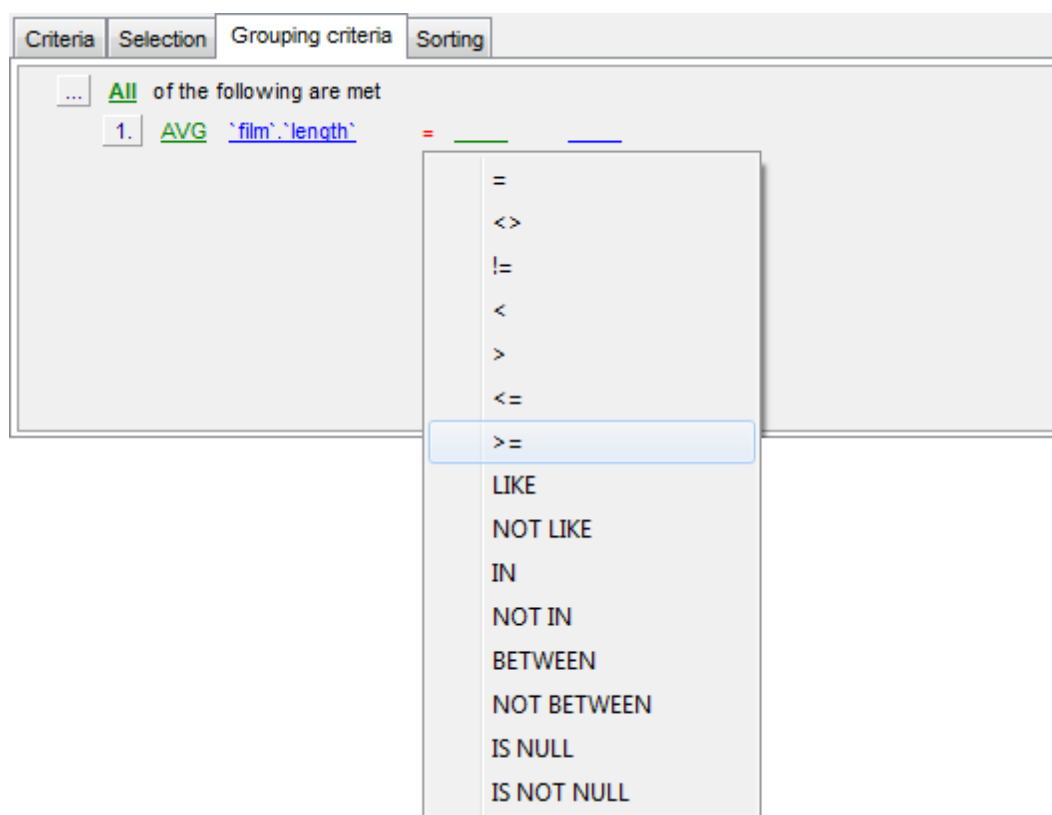 Criteria Selection Grouping criteria Sorting
... All of the following are met
1. AVG `film`.`length` =
=
<>
!=
<
>
<=
>=
LIKE
NOT LIKE
IN
NOT IN
BETWEEN
NOT BETWEEN
IS NULL
IS NOT NULL